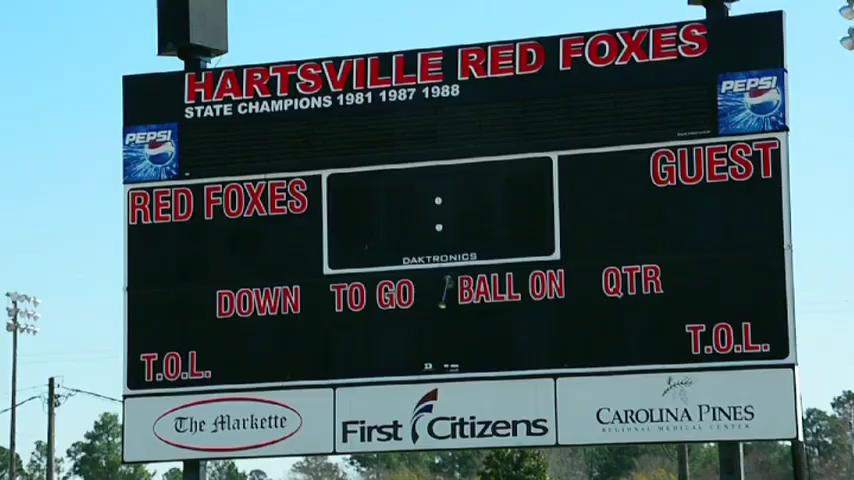 HARTSVILLE RED FOXES
STATE CHAMPIONS 1981 1987 1988
PEPSI
PEPSI
RED FOXES
GUEST
DAKTRONICS
DOWN TO GO BALL ON QTR
T.O.L.
T.O.L.
The Markette
First Citizens
CAROLINA PINES
REGIONAL MEDICAL CENTER